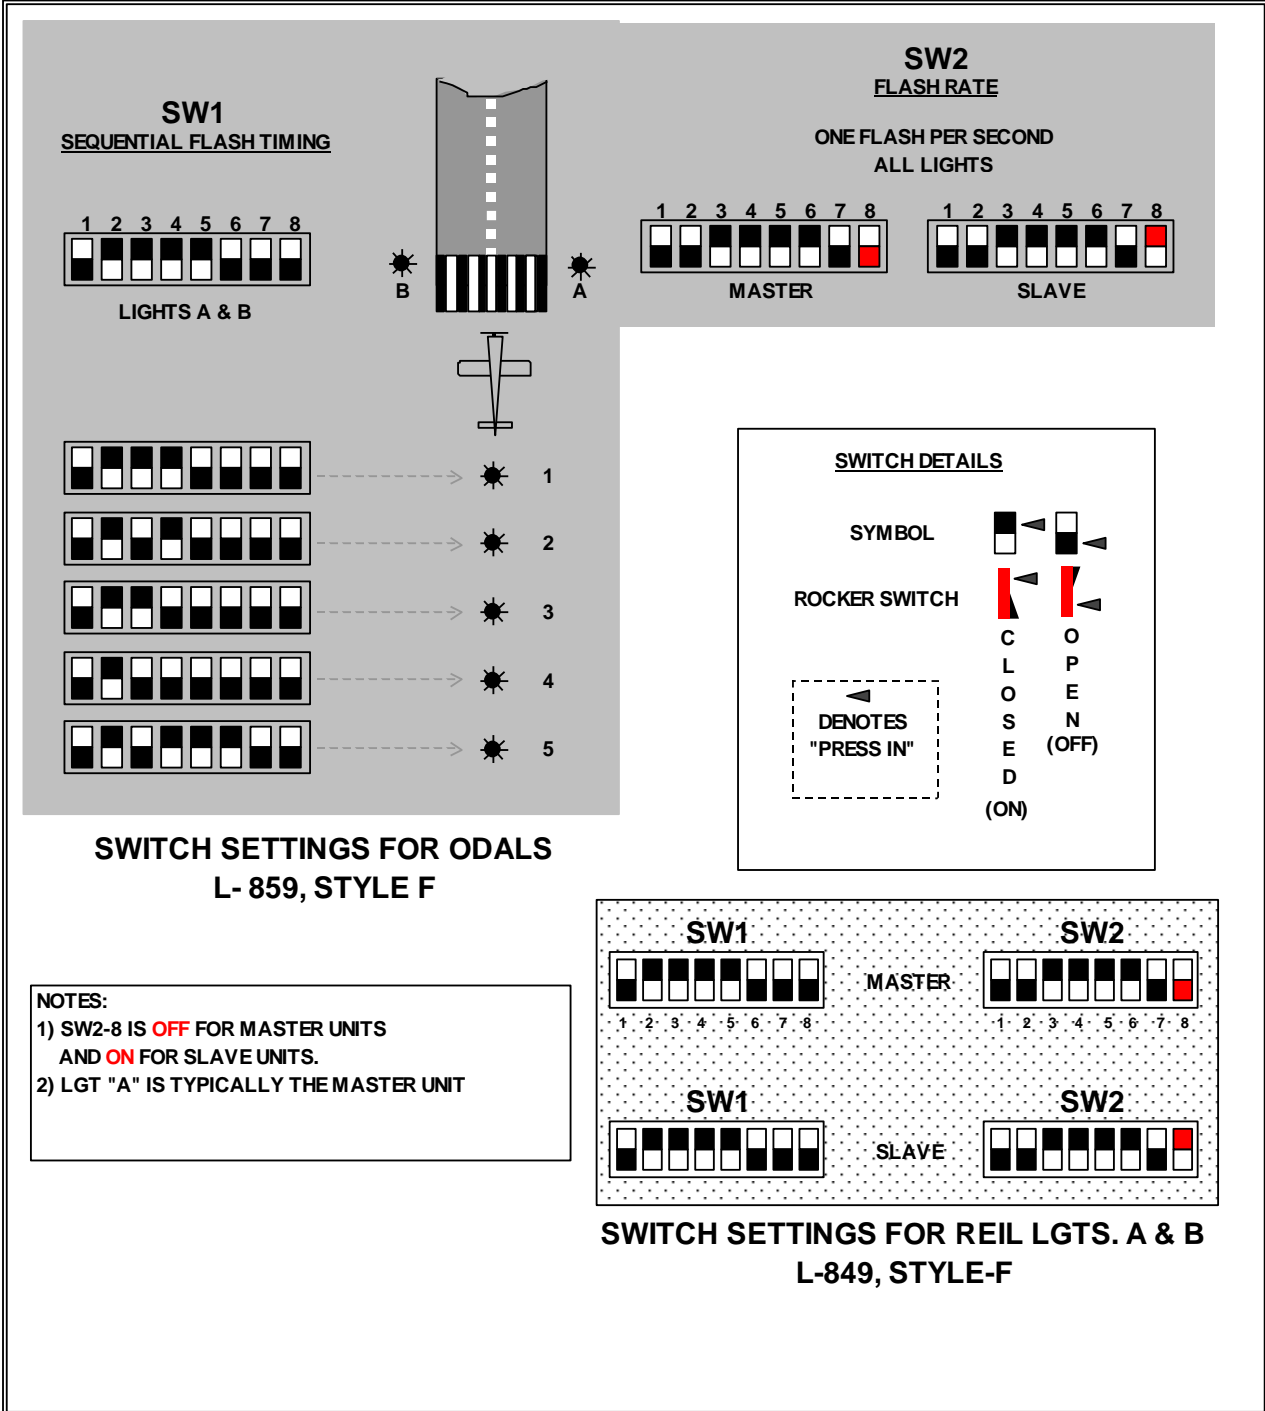 SW1
SEQUENTIAL FLASH TIMING
1 2 3 4 5 6 7 8
LIGHTS A & B
B
A
SW2
FLASH RATE
ONE FLASH PER SECOND
ALL LIGHTS
1 2 3 4 5 6 7 8
MASTER
1 2 3 4 5 6 7 8
SLAVE
1
2
3
4
5
SWITCH SETTINGS FOR ODALS
L- 859, STYLE F
SWITCH DETAILS
SYMBOL
ROCKER SWITCH
CLOSED
(ON)
OPEN
(OFF)
DENOTES
"PRESS IN"
NOTES:
1) SW2-8 IS OFF FOR MASTER UNITS
AND ON FOR SLAVE UNITS.
2) LGT "A" IS TYPICALLY THE MASTER UNIT
SW1
SW2
MASTER
1 2 3 4 5 6 7 8
1 2 3 4 5 6 7 8
SW1
SW2
SLAVE
SWITCH SETTINGS FOR REIL LGTS. A & B
L-849, STYLE-F